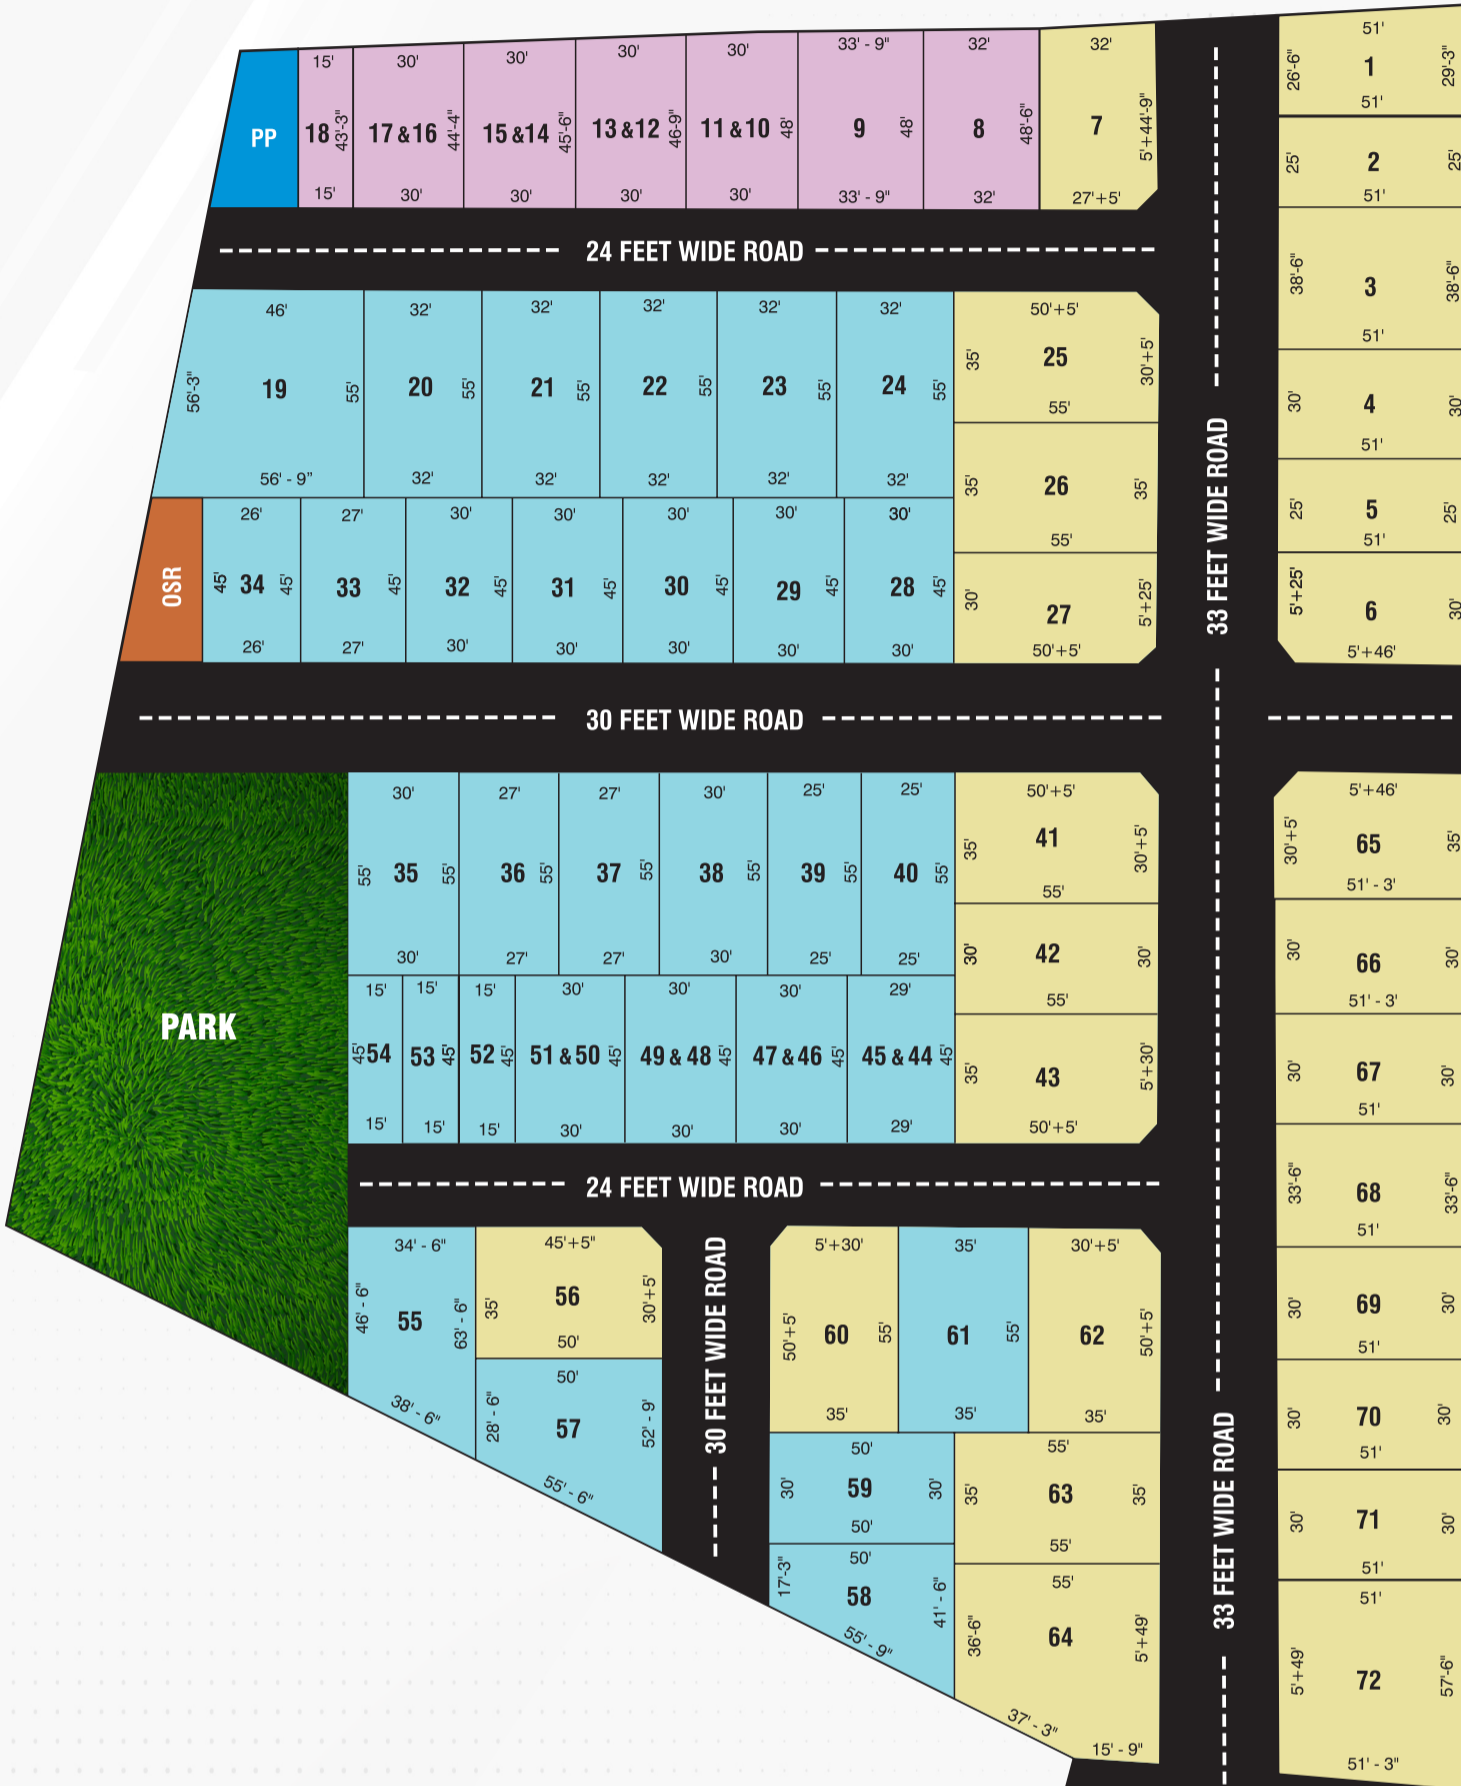 15' 30' 30' 30' 30' 33' - 9" 32' 32'
PP 18 43'-3" 17 &16 44'-4" 15 &14 45'-6" 13 &12 46-9" 11 & 10 48' 9 48' 8 48'-6" 7 5'+44'-9"
15' 30' 30' 30' 30' 33' - 9" 32' 27'+5'
51'
26'-6" 1 29'-3"
51'
25' 2 25'
51'
24 FEET WIDE ROAD
38'-6" 3 38'-6"
51'
46' 32' 32' 32' 32' 32'
56'-3" 19 55' 20 55' 21 55' 22 55' 23 55' 24 55'
56' - 9” 32' 32' 32' 32' 32'
50'+5'
35' 25 30'+5'
55'
35' 26 35'
55'
30' 27 5'+25'
50'+5'
30' 4 30'
51'
25' 5 25'
51'
5'+25' 6 30'
5'+46'
33 FEET WIDE ROAD
26' 27' 30' 30' 30' 30' 30'
OSR 45' 34 45' 33 45' 32 45' 31 45' 30 45' 29 45' 28 45'
26' 27' 30' 30' 30' 30' 30'
30 FEET WIDE ROAD
30' 27' 27' 30' 25' 25'
55' 35 55' 36 55' 37 55' 38 55' 39 55' 40 55'
30' 27' 27' 30' 25' 25'
50'+5'
35' 41 30'+5'
55'
30' 42 30'
55'
35' 43 5'+30'
50'+5'
5'+46'
30'+5' 65 35'
51' - 3'
30' 66 30'
51' - 3'
30' 67 30'
51'
PARK
15' 15' 15' 30' 30' 30' 29'
45' 54 53 45' 52 45' 51 & 50 45' 49 & 48 45' 47 & 46 45' 45 & 44 45'
15' 15' 15' 30' 30' 30' 29'
24 FEET WIDE ROAD
33'-6" 68 33'-6"
51'
34' - 6"
46' - 6" 55 63' - 6"
38' - 6"
45'+5"
35' 56 30'+5'
50'
50'
28' - 6" 57 52' - 9'
55' - 6"
30 FEET WIDE ROAD
5'+30' 35' 30'+5'
50'+5' 60 55' 61 55' 62 50'+5'
35' 35' 35'
30' 69 30'
51'
30' 70 30'
51'
50'
30' 59 30'
50'
50'
17'-3" 58 41' - 6"
55' - 9"
55'
35' 63 35'
55'
55'
36'-6" 64 5'+49'
37' - 3"
15' - 9"
33 FEET WIDE ROAD
30' 71 30'
51'
51'
5'+49' 72 57'-6"
51' - 3"